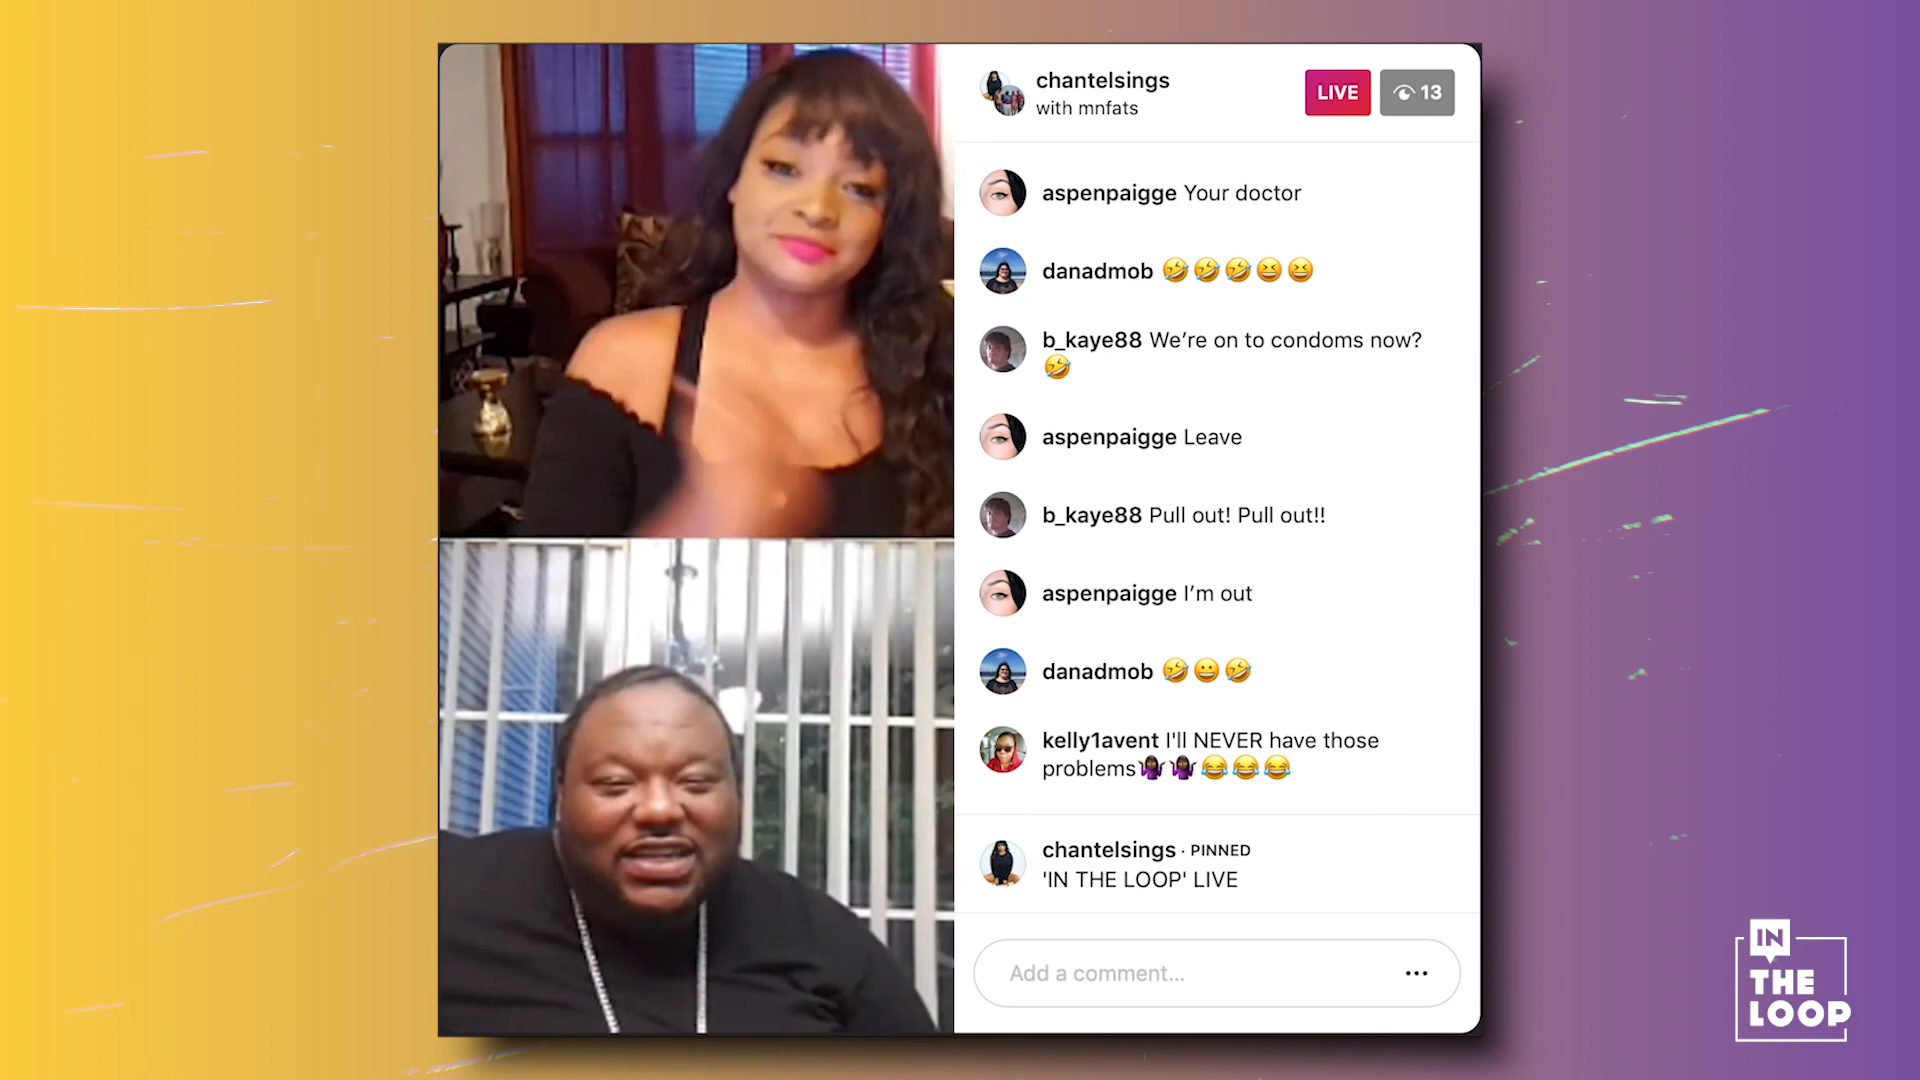 chantelsings
with mnfats
LIVE
13
aspenpaigge Your doctor
danadmob 🤣🤣🤣😆😆
b_kaye88 We’re on to condoms now?
🤣
aspenpaigge Leave
b_kaye88 Pull out! Pull out!!
aspenpaigge I’m out
danadmob 🤣😀🤣
kelly1avent I'll NEVER have those
problems🤷🏿‍♀️🤷🏿‍♀️😂😂😂
chantelsings · PINNED
'IN THE LOOP' LIVE
Add a comment...
IN
THE
LOOP